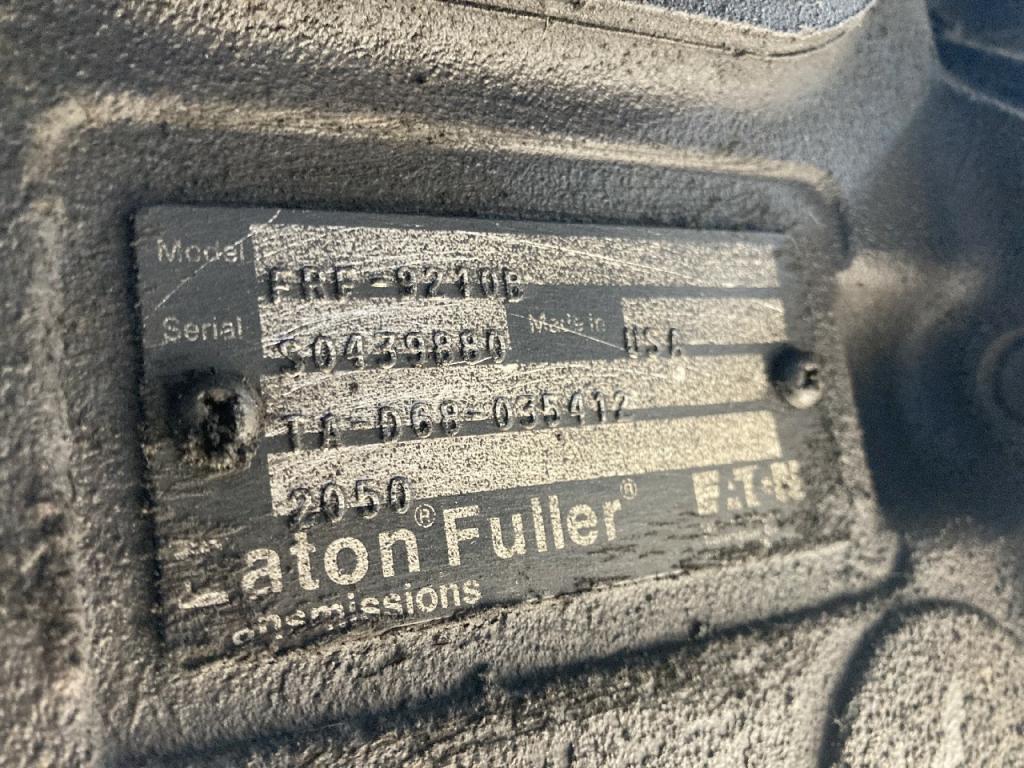 Model FRF-9210B
Serial S0439880 Made in USA
TA-D68-035412
2050
Eaton® Fuller® EATON